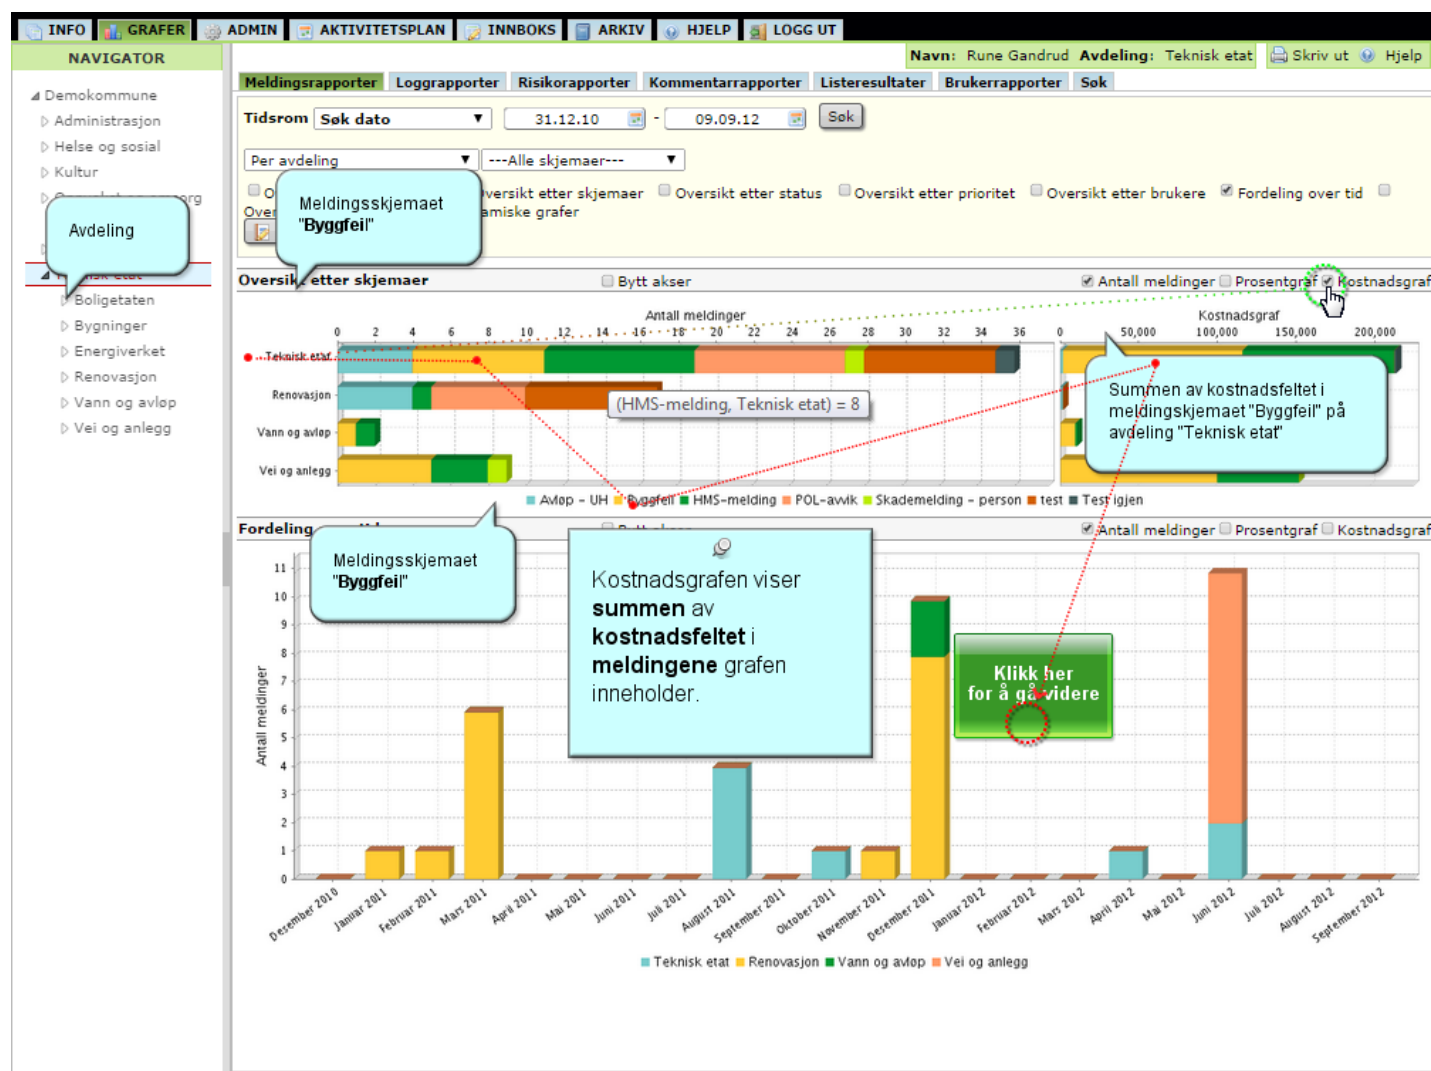 INFO GRAFER ADMIN AKTIVITETSPLAN INNBOKS ARKIV HJELP LOGG UT
NAVIGATOR
Navn: Rune Gandrud Avdeling: Teknisk etat Skriv ut Hjelp
Meldingsrapporter Loggrapporter Risikorapporter Kommentarrapporter Listeresultater Brukerrapporter Søk
Demokommune
Administrasjon
Helse og sosial
Kultur
Avdeling
Boligetaten
Bygninger
Energiverket
Renovasjon
Vann og avløp
Vei og anlegg
Tidsrom Søk dato 31.12.10 - 09.09.12 Søk
Per avdeling ---Alle skjemaer---
Oversikt etter skjemaer Oversikt etter status Oversikt etter prioritet Oversikt etter brukere Fordeling over tid
Meldingsskjemaet
"Byggfeil"
Oversikt etter skjemaer Bytt akser Antall meldinger Prosentgraf Kostnadsgraf
Antall meldinger Kostnadsgraf
0 2 4 6 8 10 12 14 16 18 20 22 24 26 28 30 32 34 36 0 50,000 100,000 150,000 200,000
Teknisk etat
Renovasjon
Vann og avløp
Vei og anlegg
(HMS-melding, Teknisk etat) = 8
Summen av kostnadsfeltet i
meldingskjemaet "Byggfeil" på
avdeling "Teknisk etat"
Avløp - UH Byggfeil HMS-melding POL-avvik Skademelding - person test Test igjen
Fordeling Antall meldinger Prosentgraf Kostnadsgraf
Meldingsskjemaet
"Byggfeil"
Kostnadsgrafen viser
summen av
kostnadsfeltet i
meldingene grafen
inneholder.
Klikk her
for å gå videre
Antall meldinger
11
10
9
8
7
6
5
4
3
2
1
0
Desember 2010 Januar 2011 Februar 2011 Mars 2011 April 2011 Mai 2011 Juni 2011 Juli 2011 August 2011 September 2011 Oktober 2011 November 2011 Desember 2011 Januar 2012 Februar 2012 Mars 2012 April 2012 Mai 2012 Juni 2012 Juli 2012 August 2012 September 2012
Teknisk etat Renovasjon Vann og avløp Vei og anlegg